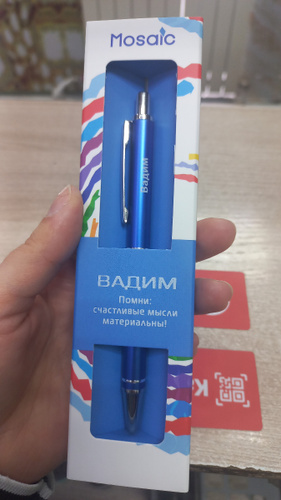 Mosaic
Вадим
ВАДИМ
Помни:
счастливые мысли
материальны!
К